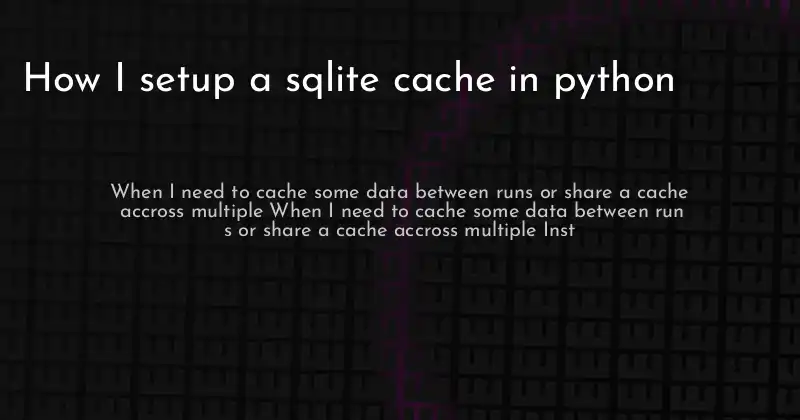 How I setup a sqlite cache in python
When I need to cache some data between runs or share a cache
accross multiple When I need to cache some data between run
s or share a cache accross multiple Inst